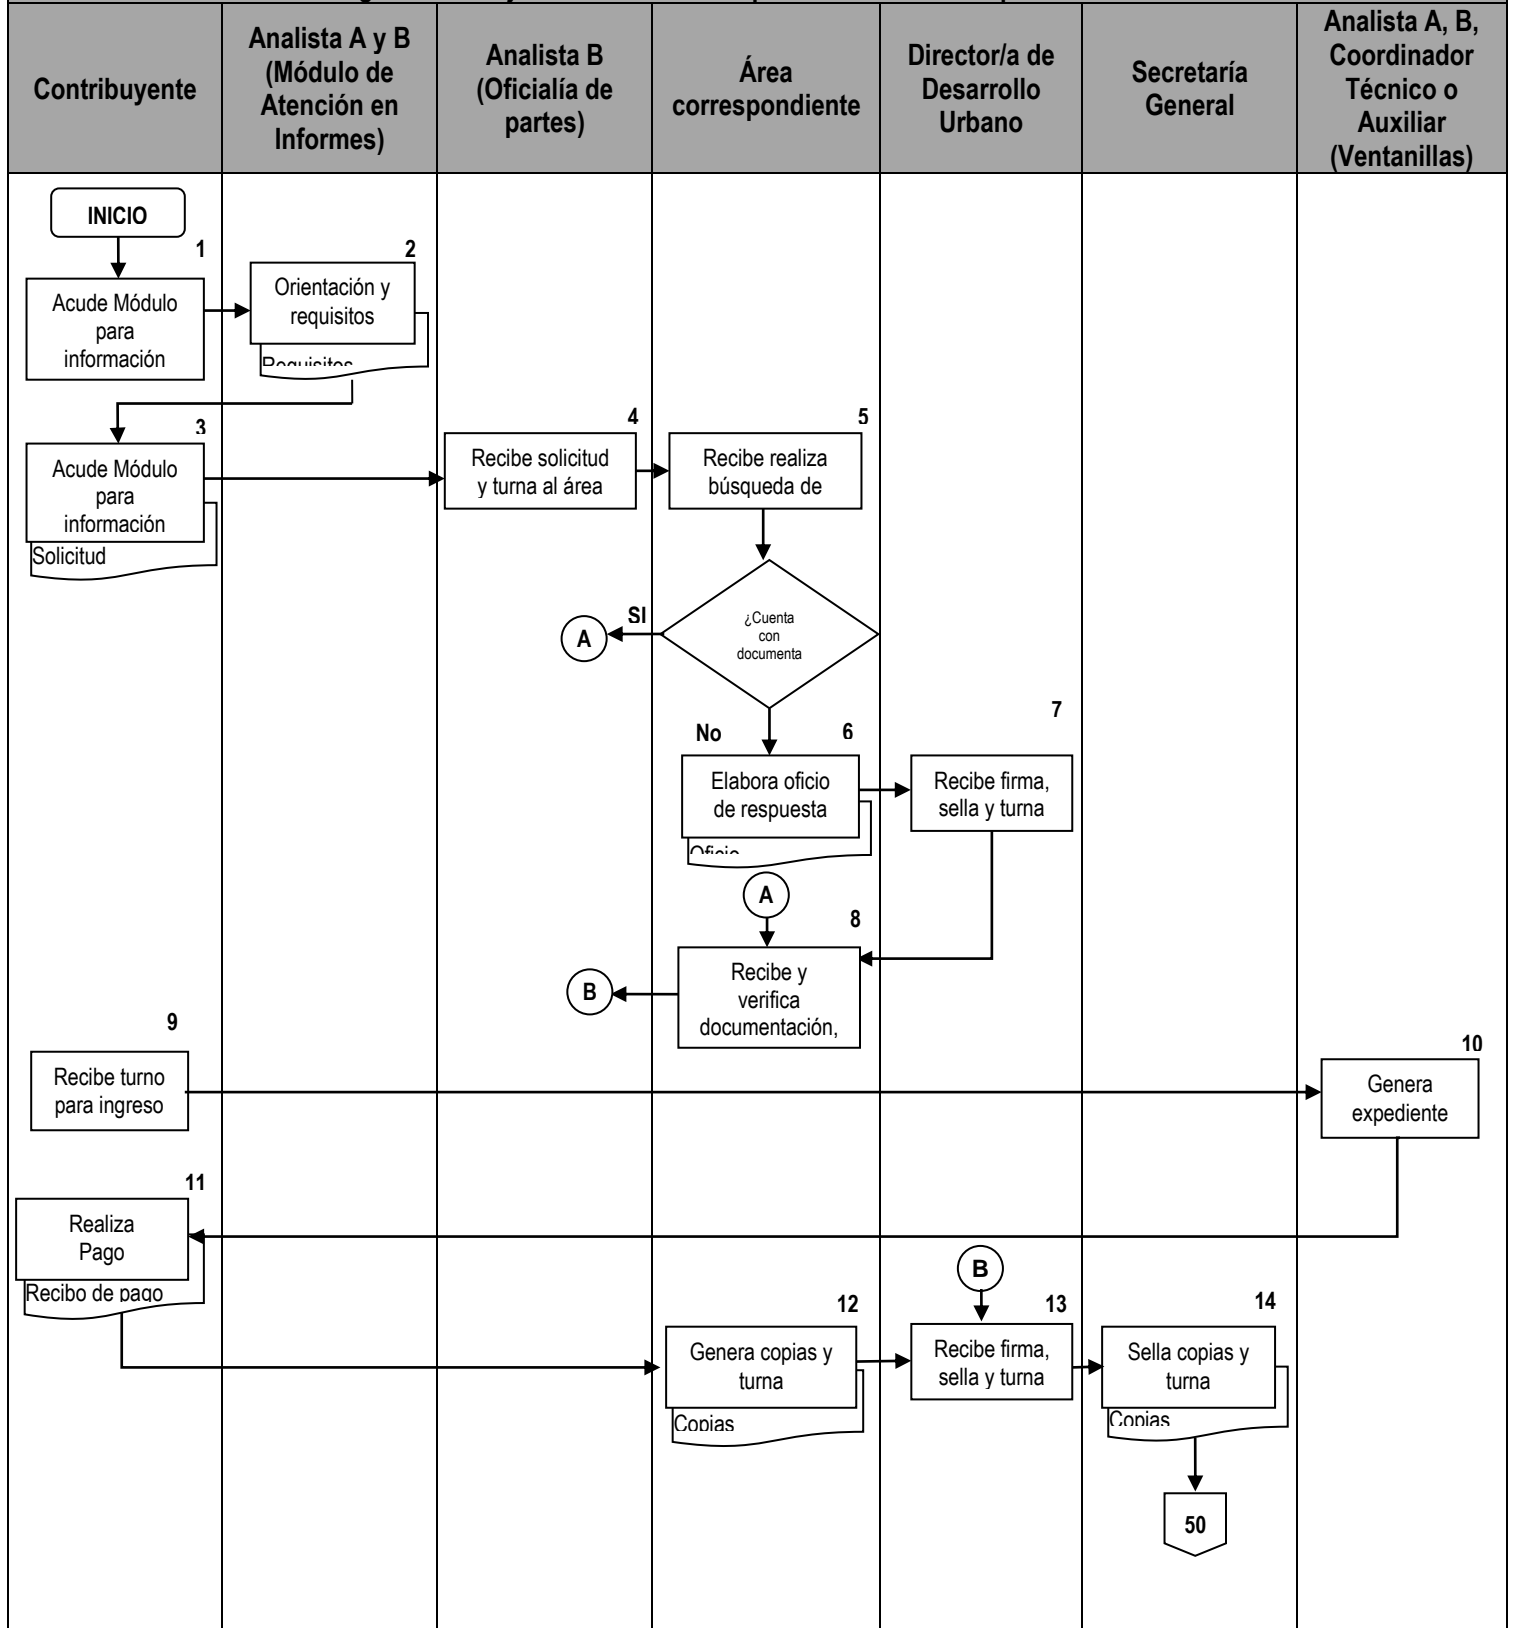 Contribuyente
Analista A y B
(Módulo de
Atención en
Informes)
Analista B
(Oficialía de
partes)
Área
correspondiente
Director/a de
Desarrollo
Urbano
Secretaría
General
Analista A, B,
Coordinador
Técnico o
Auxiliar
(Ventanillas)
INICIO
1
Acude Módulo
para
información
2
Orientación y
requisitos
Requisitos
3
Acude Módulo
para
información
Solicitud
4
Recibe solicitud
y turna al área
5
Recibe realiza
búsqueda de
¿Cuenta
con
documenta
SI
A
No
6
Elabora oficio
de respuesta
Oficio
7
Recibe firma,
sella y turna
A
8
Recibe y
verifica
documentación,
B
9
Recibe turno
para ingreso
10
Genera
expediente
11
Realiza
Pago
Recibo de pago
12
Genera copias y
turna
Copias
B
13
Recibe firma,
sella y turna
14
Sella copias y
turna
Copias
50